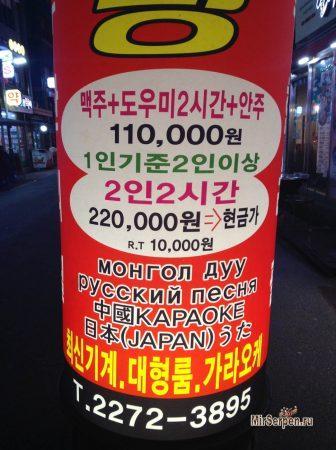 맥주+도우미2시간+안주
110,000원
1인기준2인이상
2인2시간
220,000원⇨현금가
R.T 10,000원
монгол дуу
русский песня
中國KAPAOKE
日本(JAPAN)うた
최신기계.대형룸.가라오케
T.2272-3895
MirSerpen.ru